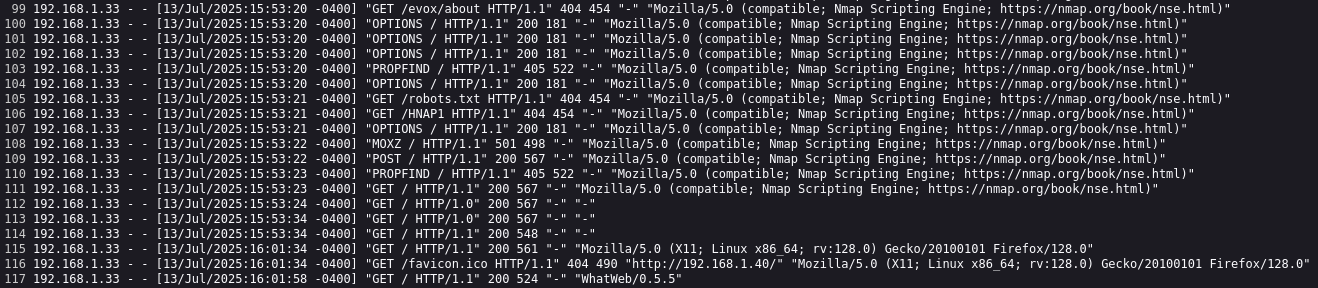 99 192.168.1.33 - - [13/Jul/2025:15:53:20 -0400] "GET /evox/about HTTP/1.1" 404 454 "-" "Mozilla/5.0 (compatible; Nmap Scripting Engine; https://nmap.org/book/nse.html)"
100 192.168.1.33 - - [13/Jul/2025:15:53:20 -0400] "OPTIONS / HTTP/1.1" 200 181 "-" "Mozilla/5.0 (compatible; Nmap Scripting Engine; https://nmap.org/book/nse.html)"
101 192.168.1.33 - - [13/Jul/2025:15:53:20 -0400] "OPTIONS / HTTP/1.1" 200 181 "-" "Mozilla/5.0 (compatible; Nmap Scripting Engine; https://nmap.org/book/nse.html)"
102 192.168.1.33 - - [13/Jul/2025:15:53:20 -0400] "OPTIONS / HTTP/1.1" 200 181 "-" "Mozilla/5.0 (compatible; Nmap Scripting Engine; https://nmap.org/book/nse.html)"
103 192.168.1.33 - - [13/Jul/2025:15:53:20 -0400] "PROPFIND / HTTP/1.1" 405 522 "-" "Mozilla/5.0 (compatible; Nmap Scripting Engine; https://nmap.org/book/nse.html)"
104 192.168.1.33 - - [13/Jul/2025:15:53:20 -0400] "OPTIONS / HTTP/1.1" 200 181 "-" "Mozilla/5.0 (compatible; Nmap Scripting Engine; https://nmap.org/book/nse.html)"
105 192.168.1.33 - - [13/Jul/2025:15:53:21 -0400] "GET /robots.txt HTTP/1.1" 404 454 "-" "Mozilla/5.0 (compatible; Nmap Scripting Engine; https://nmap.org/book/nse.html)"
106 192.168.1.33 - - [13/Jul/2025:15:53:21 -0400] "GET /HNAP1 HTTP/1.1" 404 454 "-" "Mozilla/5.0 (compatible; Nmap Scripting Engine; https://nmap.org/book/nse.html)"
107 192.168.1.33 - - [13/Jul/2025:15:53:21 -0400] "OPTIONS / HTTP/1.1" 200 181 "-" "Mozilla/5.0 (compatible; Nmap Scripting Engine; https://nmap.org/book/nse.html)"
108 192.168.1.33 - - [13/Jul/2025:15:53:22 -0400] "MOXZ / HTTP/1.1" 501 498 "-" "Mozilla/5.0 (compatible; Nmap Scripting Engine; https://nmap.org/book/nse.html)"
109 192.168.1.33 - - [13/Jul/2025:15:53:22 -0400] "POST / HTTP/1.1" 200 567 "-" "Mozilla/5.0 (compatible; Nmap Scripting Engine; https://nmap.org/book/nse.html)"
110 192.168.1.33 - - [13/Jul/2025:15:53:23 -0400] "PROPFIND / HTTP/1.1" 405 522 "-" "Mozilla/5.0 (compatible; Nmap Scripting Engine; https://nmap.org/book/nse.html)"
111 192.168.1.33 - - [13/Jul/2025:15:53:23 -0400] "GET / HTTP/1.1" 200 567 "-" "Mozilla/5.0 (compatible; Nmap Scripting Engine; https://nmap.org/book/nse.html)"
112 192.168.1.33 - - [13/Jul/2025:15:53:24 -0400] "GET / HTTP/1.0" 200 567 "-" "-"
113 192.168.1.33 - - [13/Jul/2025:15:53:34 -0400] "GET / HTTP/1.0" 200 567 "-" "-"
114 192.168.1.33 - - [13/Jul/2025:15:53:34 -0400] "GET / HTTP/1.1" 200 548 "-" "-"
115 192.168.1.33 - - [13/Jul/2025:16:01:34 -0400] "GET / HTTP/1.1" 200 561 "-" "Mozilla/5.0 (X11; Linux x86_64; rv:128.0) Gecko/20100101 Firefox/128.0"
116 192.168.1.33 - - [13/Jul/2025:16:01:34 -0400] "GET /favicon.ico HTTP/1.1" 404 490 "http://192.168.1.40/" "Mozilla/5.0 (X11; Linux x86_64; rv:128.0) Gecko/20100101 Firefox/128.0"
117 192.168.1.33 - - [13/Jul/2025:16:01:58 -0400] "GET / HTTP/1.1" 200 524 "-" "WhatWeb/0.5.5"